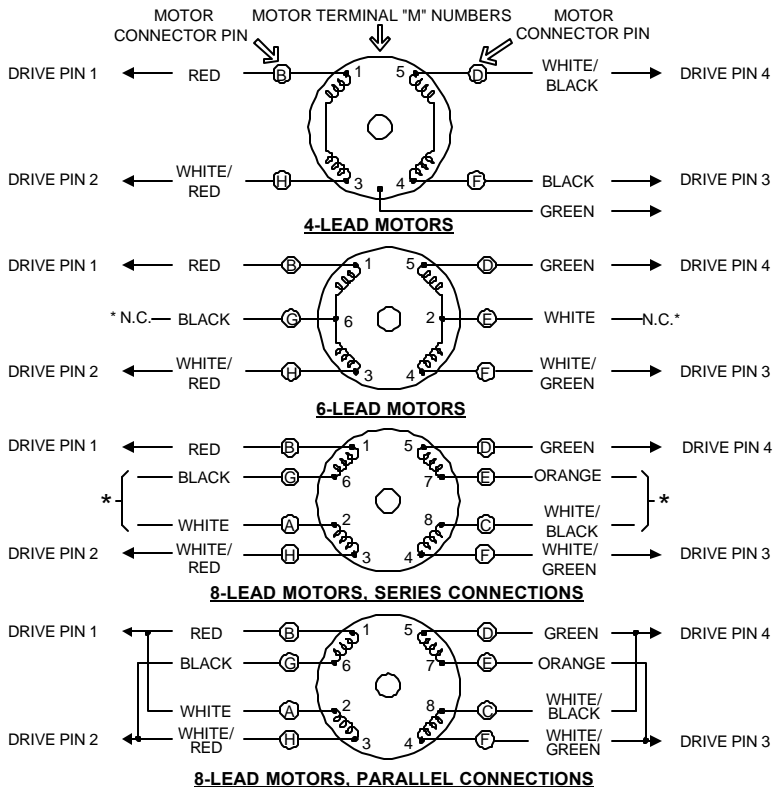 MOTOR CONNECTOR PIN
MOTOR TERMINAL "M" NUMBERS
MOTOR CONNECTOR PIN
DRIVE PIN 1 RED B 1 5 D WHITE/ BLACK DRIVE PIN 4
DRIVE PIN 2 WHITE/ RED H 3 4 F BLACK DRIVE PIN 3
GREEN
4-LEAD MOTORS
DRIVE PIN 1 RED B 1 5 D GREEN DRIVE PIN 4
* N.C. BLACK G 6 2 E WHITE N.C.*
DRIVE PIN 2 WHITE/ RED H 3 4 F WHITE/ GREEN DRIVE PIN 3
6-LEAD MOTORS
DRIVE PIN 1 RED B 1 5 D GREEN DRIVE PIN 4
BLACK G 6 7 E ORANGE
* *
WHITE A 2 8 C WHITE/ BLACK
DRIVE PIN 2 WHITE/ RED H 3 4 F WHITE/ GREEN DRIVE PIN 3
8-LEAD MOTORS, SERIES CONNECTIONS
DRIVE PIN 1 RED B 1 5 D GREEN DRIVE PIN 4
BLACK G 6 7 E ORANGE
WHITE A 2 8 C WHITE/ BLACK
DRIVE PIN 2 WHITE/ RED H 3 4 F WHITE/ GREEN DRIVE PIN 3
8-LEAD MOTORS, PARALLEL CONNECTIONS